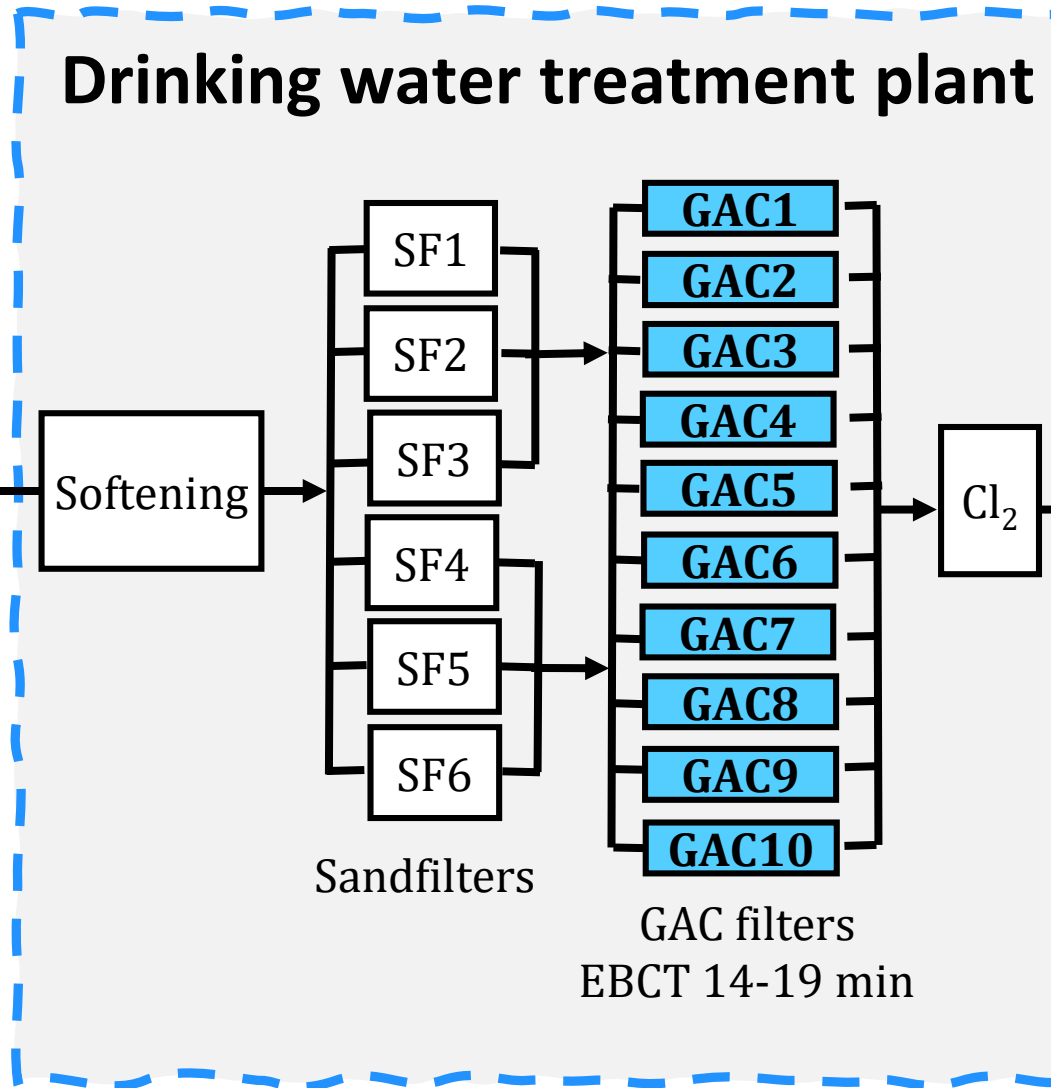 Drinking water treatment plant
Softening
SF1
SF2
SF3
SF4
SF5
SF6
Sandfilters
GAC1
GAC2
GAC3
GAC4
GAC5
GAC6
GAC7
GAC8
GAC9
GAC10
GAC filters
EBCT 14-19 min
Cl₂